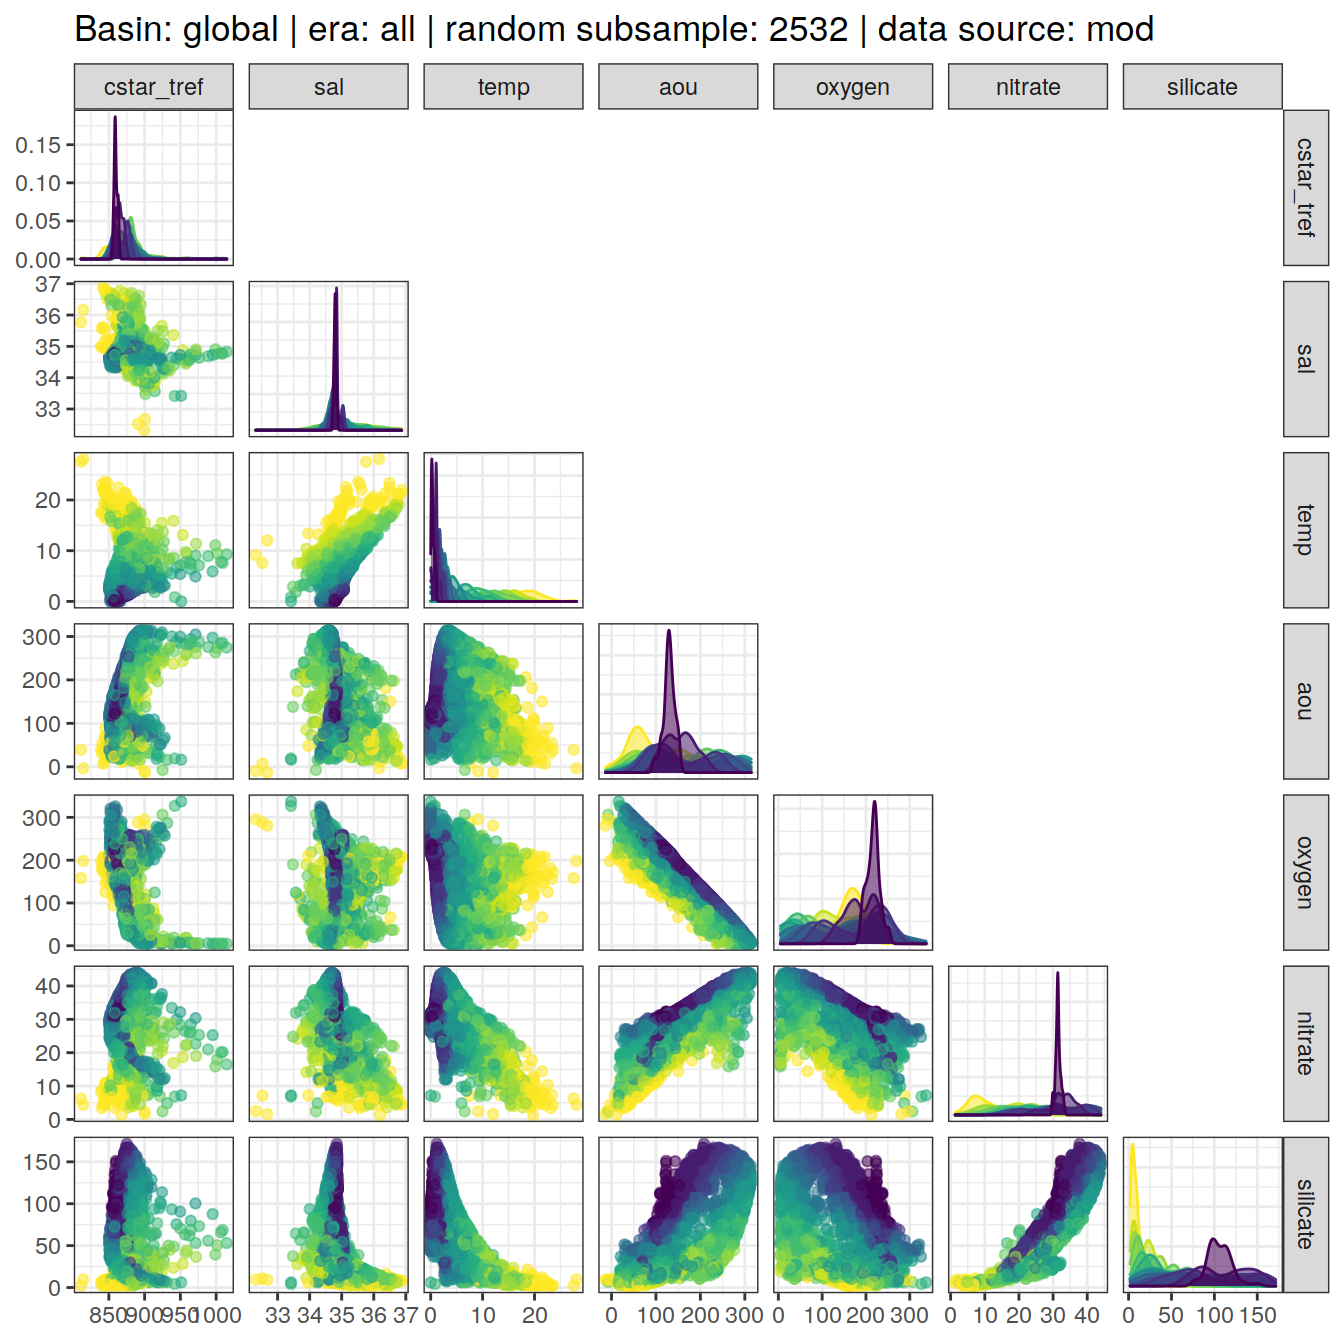 Basin: global | era: all | random subsample: 2532 | data source: mod
cstar_tref sal temp aou oxygen nitrate silicate
0.15
0.10
0.05
0.00
cstar_tref
37
36
35
34
33
sal
20
10
0
temp
300
200
100
0
aou
300
200
100
0
oxygen
40
30
20
10
0
nitrate
150
100
50
0
silicate
850 900 950 1000 33 34 35 36 37 0 10 20 0 100 200 300 0 100 200 300 0 10 20 30 40 0 50 100 150